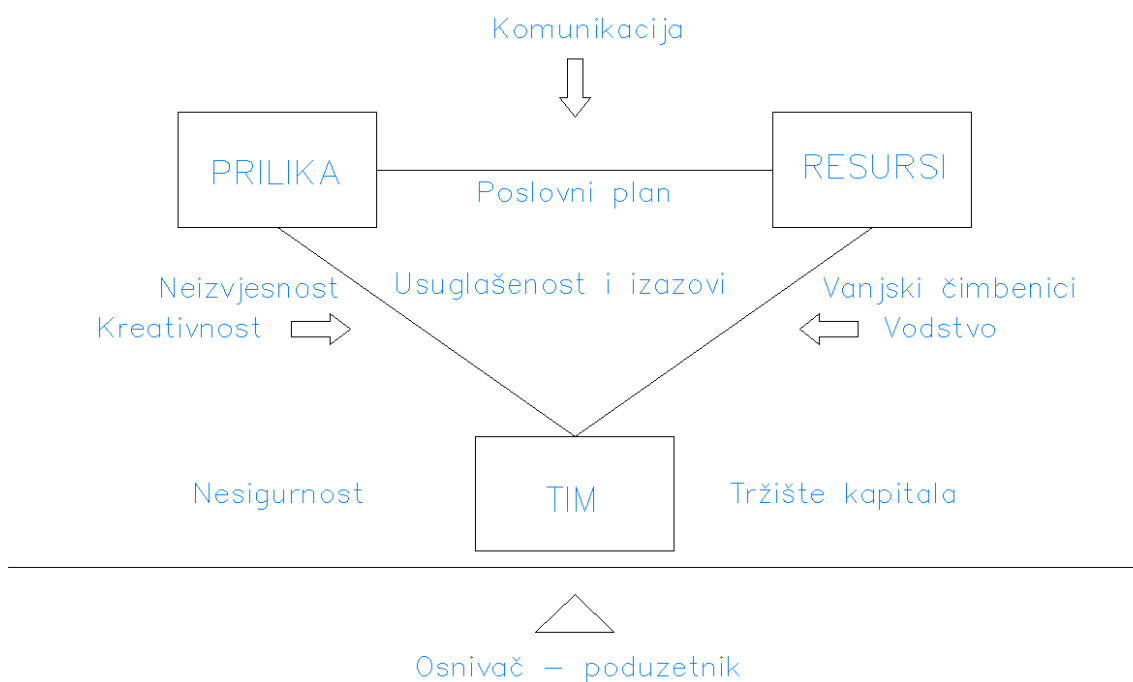 Komunikacija
PRILIKA
RESURSI
Poslovni plan
Usuglašenost i izazovi
Neizvjesnost
Vanjski čimbenici
Kreativnost
Vodstvo
Nesigurnost
TIM
Tržište kapitala
Osnivač – poduzetnik